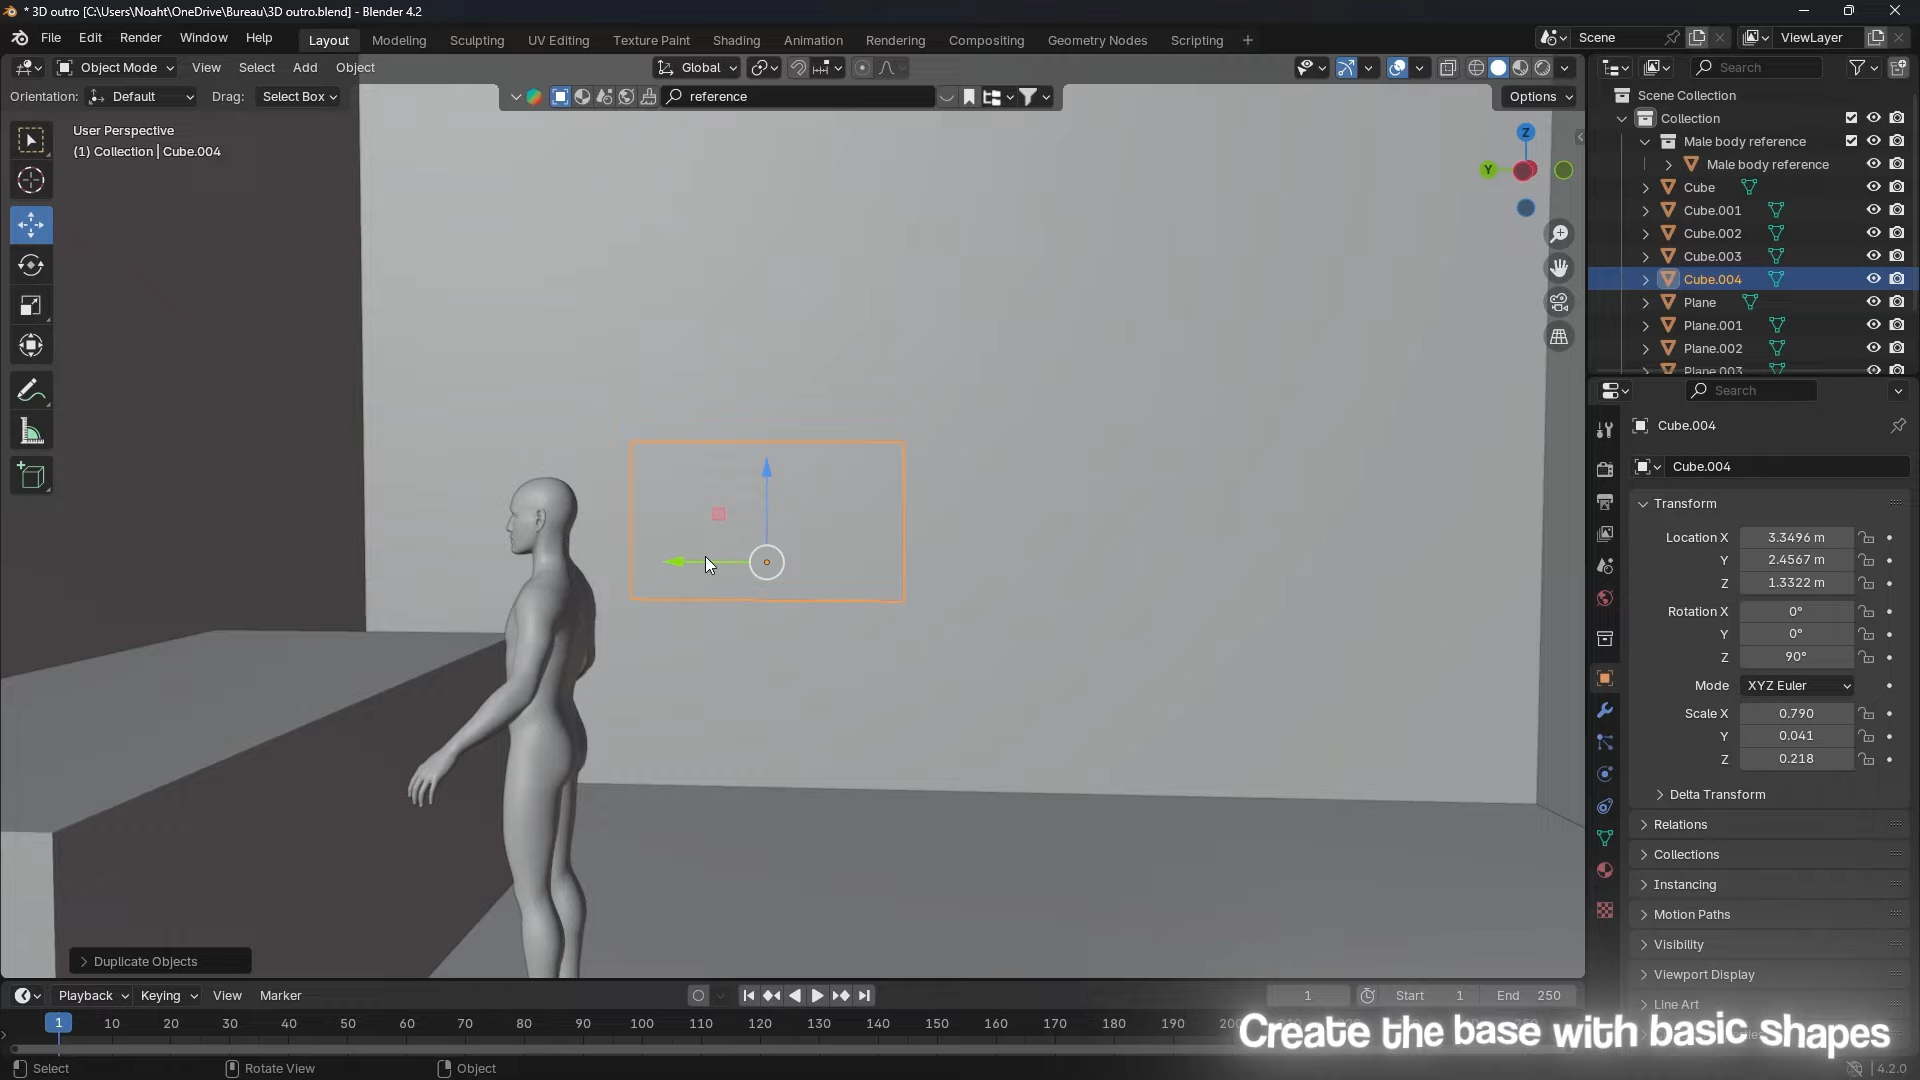 * 3D outro [C:\Users\Noaht\OneDrive\Bureau\3D outro.blend] - Blender 4.2
File Edit Render Window Help Layout Modeling Sculpting UV Editing Texture Paint Shading Animation Rendering Compositing Geometry Nodes Scripting + Scene ViewLayer
Object Mode View Select Add Object Global Search
Orientation: Default Drag: Select Box reference Options
User Perspective
(1) Collection | Cube.004
Z
Y
Scene Collection
Collection
Male body reference
Male body reference
Cube
Cube.001
Cube.002
Cube.003
Cube.004
Plane
Plane.001
Plane.002
Plane.003
Search
Cube.004
Cube.004
Transform
Location X 3.3496 m
Y 2.4567 m
Z 1.3322 m
Rotation X 0°
Y 0°
Z 90°
Mode XYZ Euler
Scale X 0.790
Y 0.041
Z 0.218
Delta Transform
Relations
Collections
Instancing
Motion Paths
Visibility
Viewport Display
Line Art
Duplicate Objects
Playback Keying View Marker 1 Start 1 End 250
1 10 20 30 40 50 60 70 80 90 100 110 120 130 140 150 160 170 180 190
Create the base with basic shapes
Select Rotate View Object 4.2.0